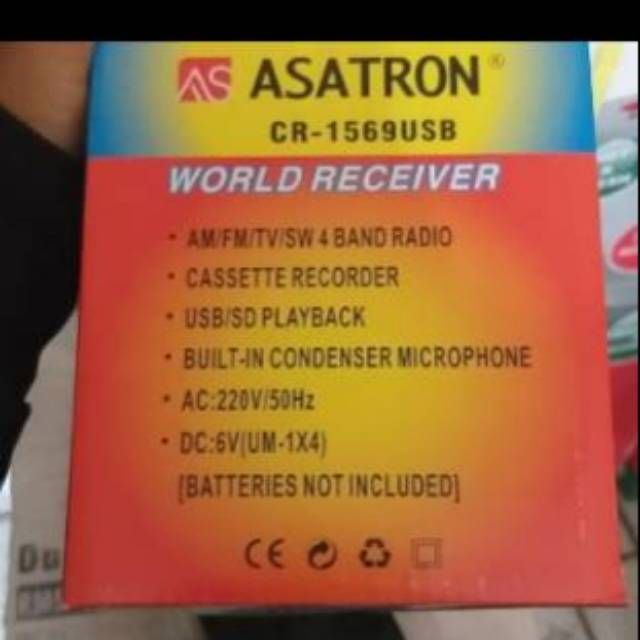 AS ASATRON®
CR-1569USB
WORLD RECEIVER
• AM/FM/TV/SW 4 BAND RADIO
• CASSETTE RECORDER
• USB/SD PLAYBACK
• BUILT-IN CONDENSER MICROPHONE
• AC:220V/50Hz
• DC:6V(UM-1X4)
[BATTERIES NOT INCLUDED]
CE
Du